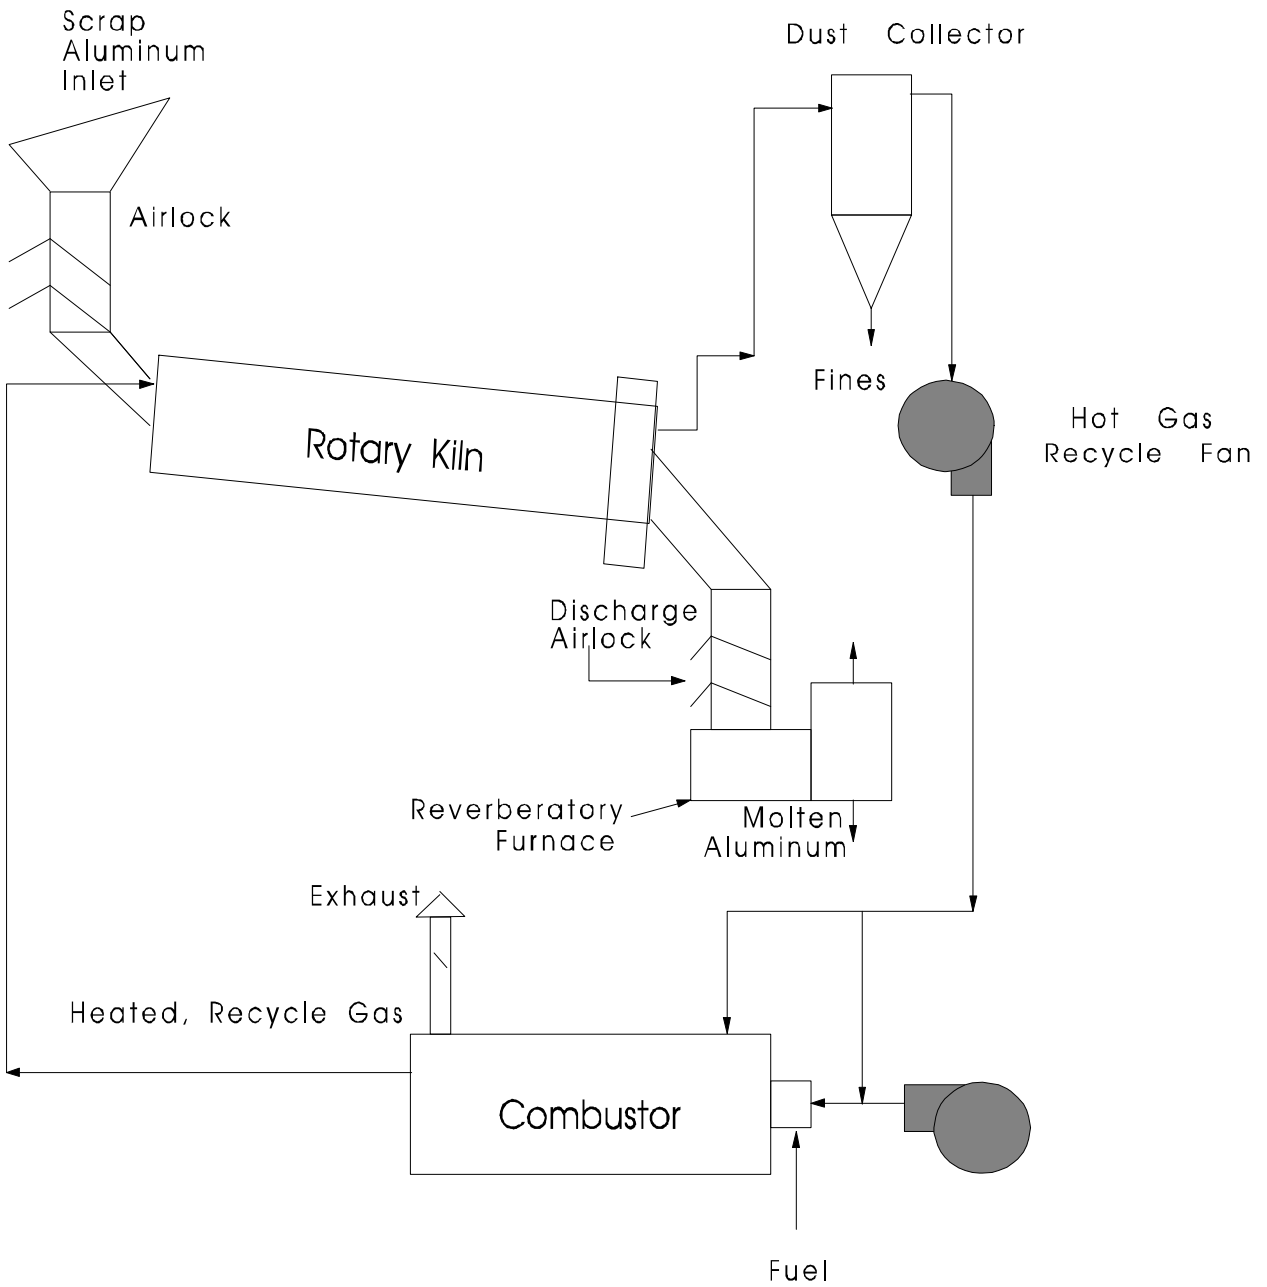 Scrap
Aluminum
Inlet
Dust Collector
Airlock
Fines
Hot Gas
Recycle Fan
Rotary Kiln
Discharge
Airlock
Reverberatory
Furnace
Molten
Aluminum
Exhaust
Heated, Recycle Gas
Combustor
Fuel